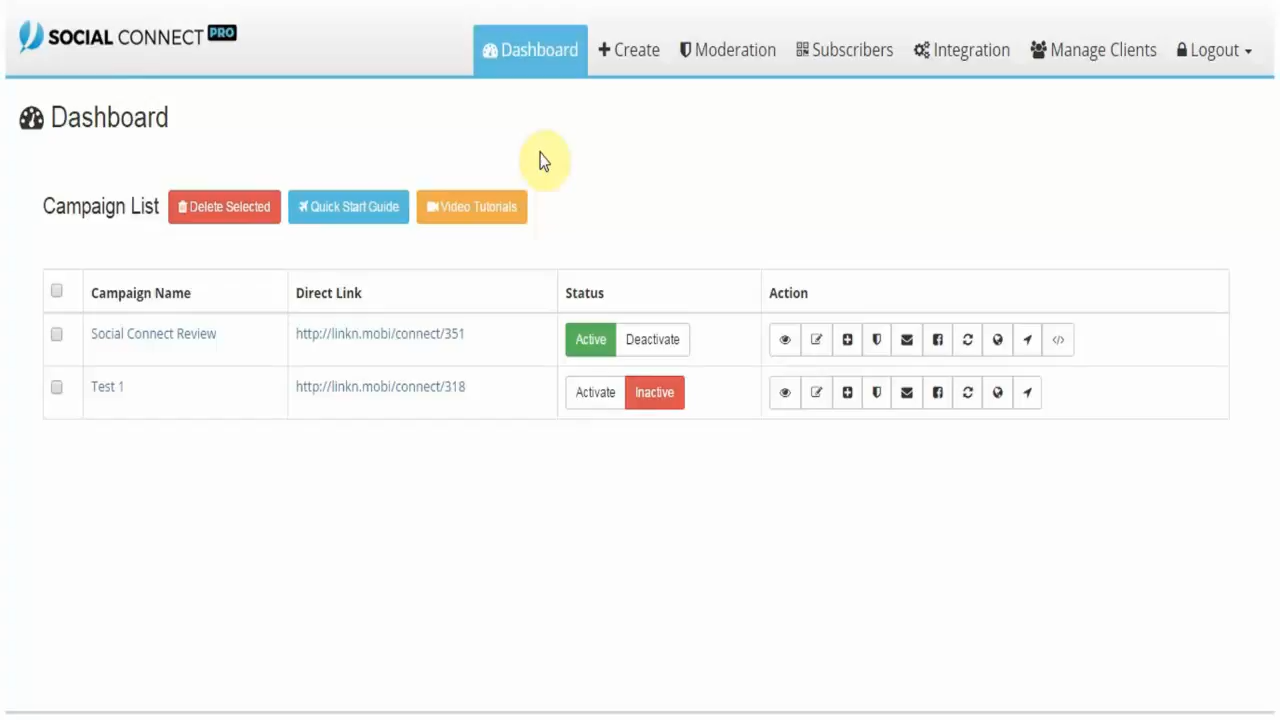 SOCIAL CONNECT PRO
Dashboard Create Moderation Subscribers Integration Manage Clients Logout
Dashboard
Campaign List Delete Selected Quick Start Guide Video Tutorials
Campaign Name Direct Link Status Action
Social Connect Review http://linkn.mobi/connect/351 Active Deactivate
Test 1 http://linkn.mobi/connect/318 Activate Inactive